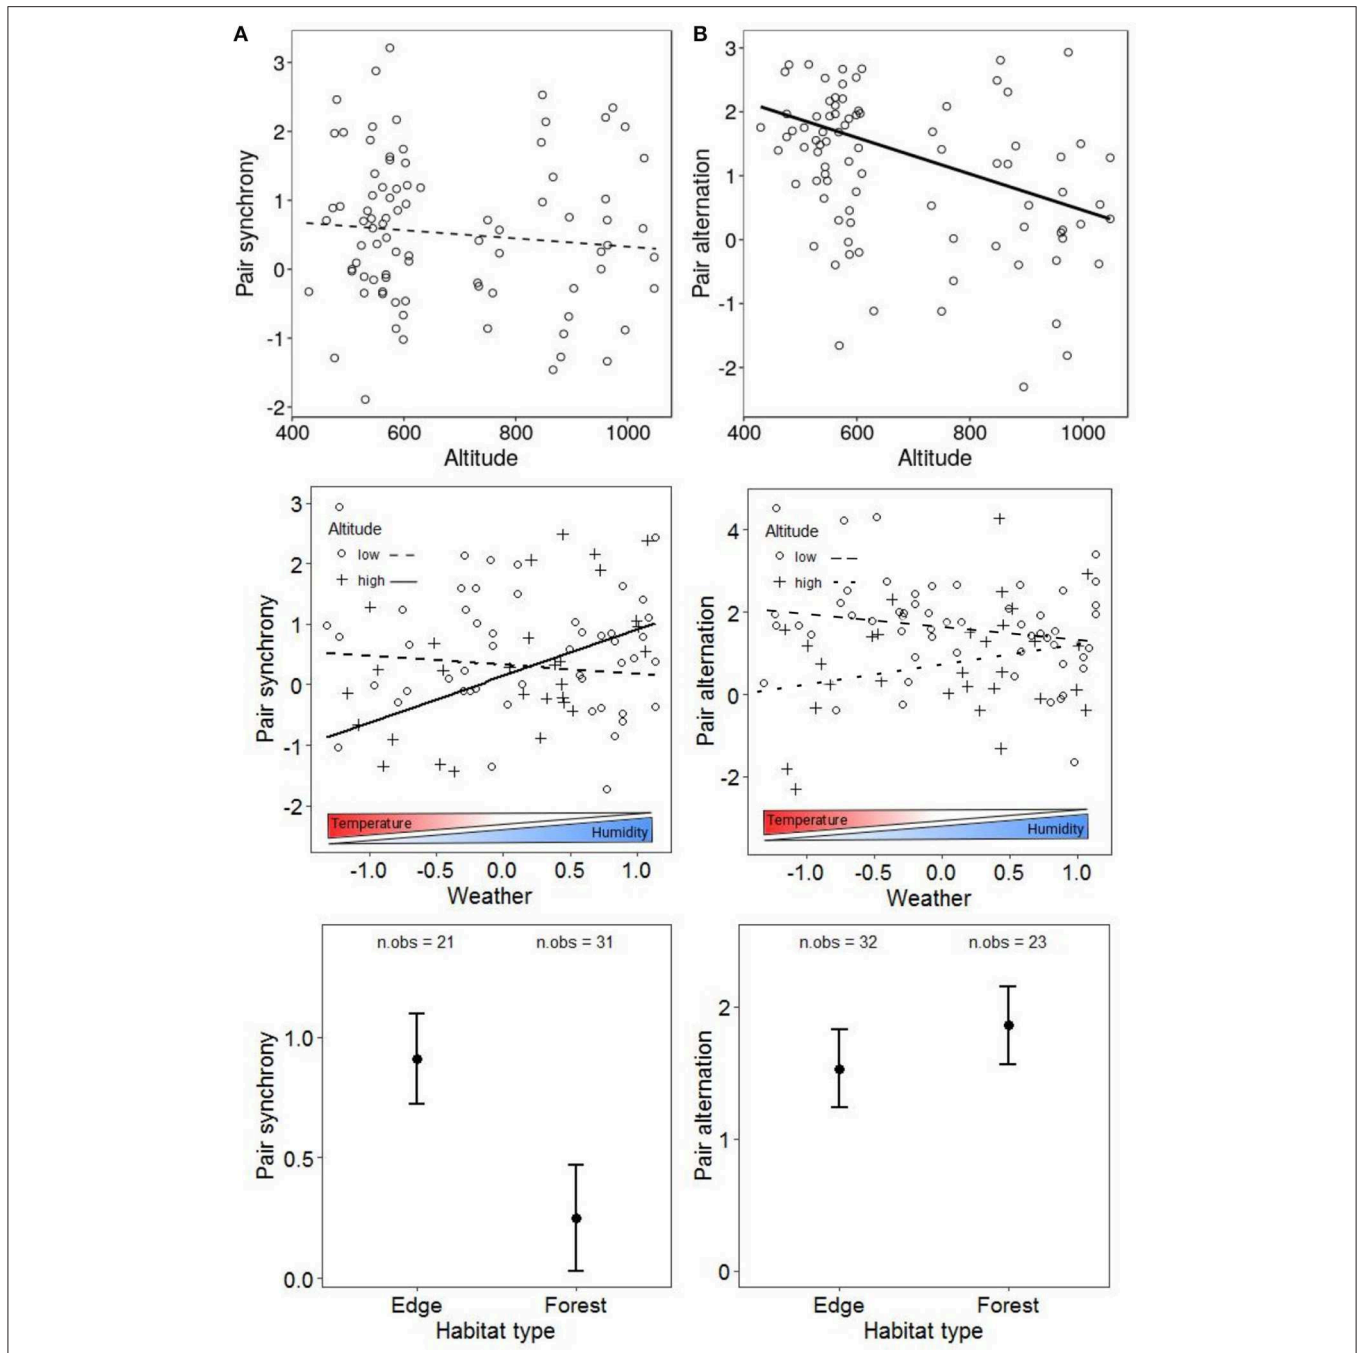 A
B
3
2
1
0
-1
-2
Pair synchrony
400 600 800 1000
Altitude
3
2
1
0
-1
-2
Pair alternation
400 600 800 1000
Altitude
3
2
1
0
-1
-2
Pair synchrony
Altitude
low
high
Temperature
Humidity
-1.0 -0.5 0.0 0.5 1.0
Weather
4
2
0
-2
Pair alternation
Altitude
low
high
Temperature
Humidity
-1.0 -0.5 0.0 0.5 1.0
Weather
n.obs = 21 n.obs = 31
1.0
0.5
0.0
Pair synchrony
Edge Forest
Habitat type
n.obs = 32 n.obs = 23
2
1
0
Pair alternation
Edge Forest
Habitat type